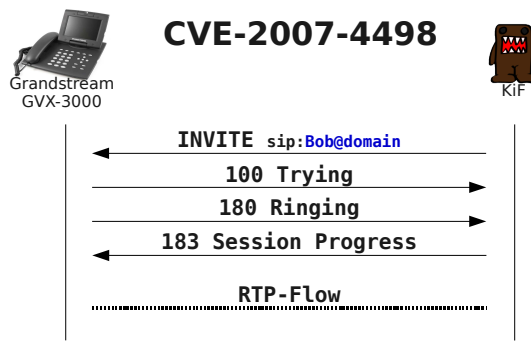 CVE-2007-4498
Grandstream
GVX-3000
KiF
INVITE sip:Bob@domain
100 Trying
180 Ringing
183 Session Progress
RTP-Flow